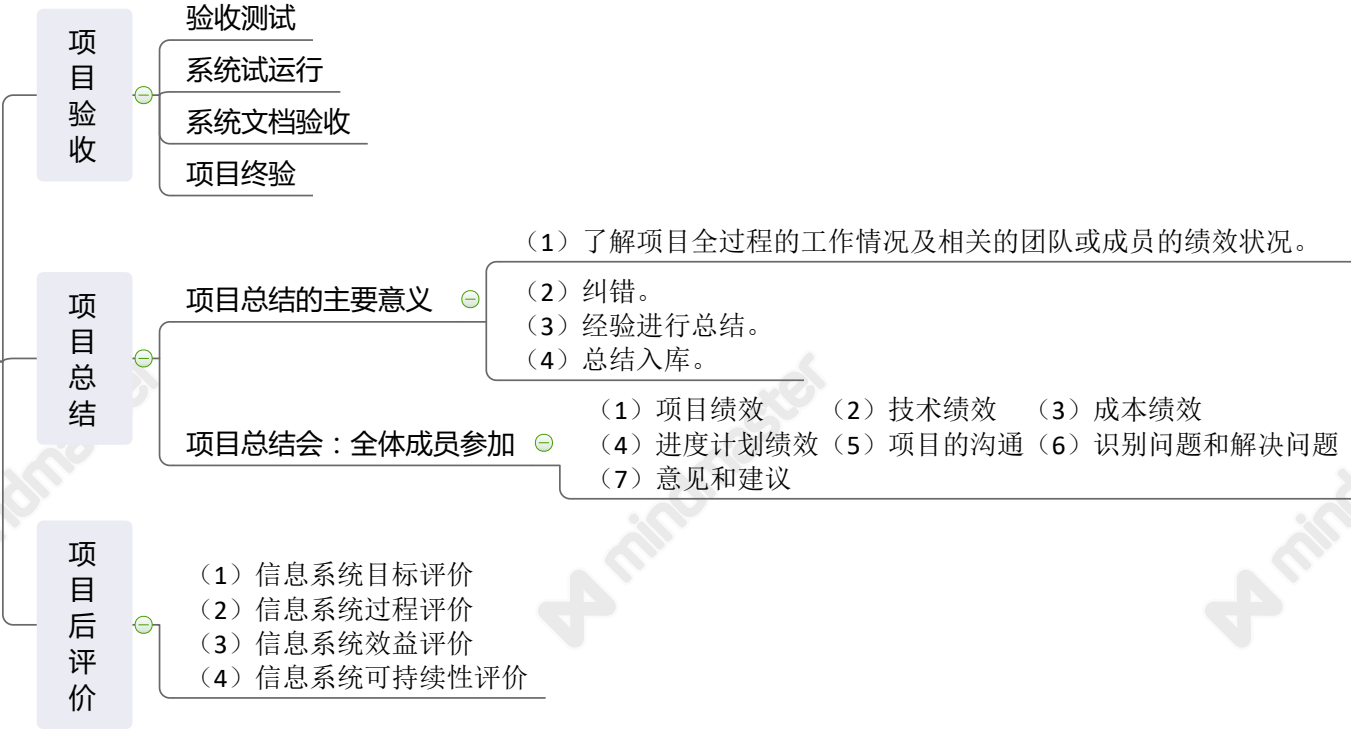 项目验收
验收测试
系统试运行
系统文档验收
项目终验
项目总结
项目总结的主要意义
（1）了解项目全过程的工作情况及相关的团队或成员的绩效状况。
（2）纠错。
（3）经验进行总结。
（4）总结入库。
项目总结会：全体成员参加
（1）项目绩效 （2）技术绩效 （3）成本绩效
（4）进度计划绩效（5）项目的沟通（6）识别问题和解决问题
（7）意见和建议
项目后评价
（1）信息系统目标评价
（2）信息系统过程评价
（3）信息系统效益评价
（4）信息系统可持续性评价
mindmaster